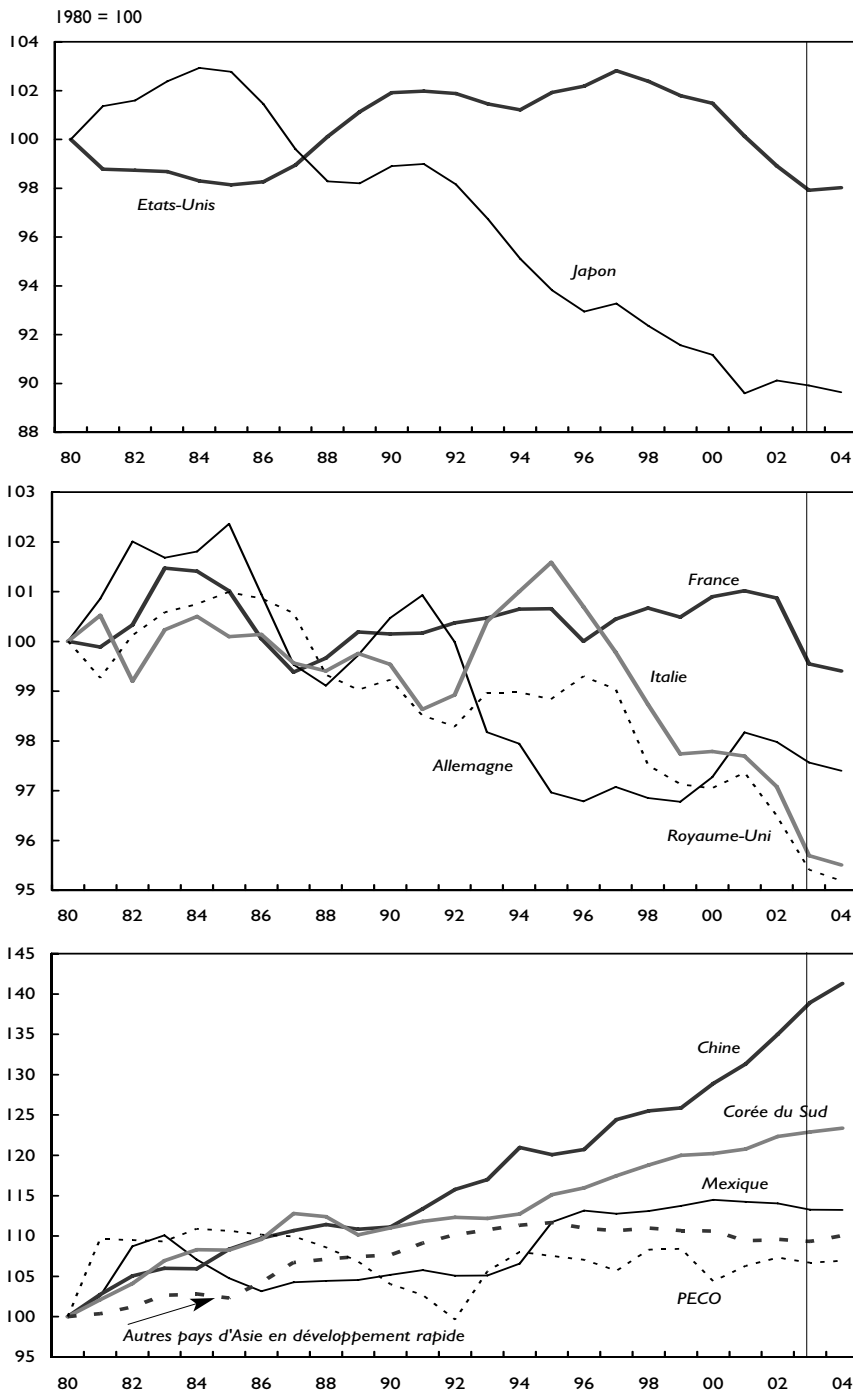 1980 = 100
104
102
100
98
96
94
92
90
88
Etats-Unis
Japon
80 82 84 86 88 90 92 94 96 98 00 02 04
103
102
101
100
99
98
97
96
95
France
Italie
Allemagne
Royaume-Uni
80 82 84 86 88 90 92 94 96 98 00 02 04
145
140
135
130
125
120
115
110
105
100
95
Chine
Corée du Sud
Mexique
PECO
Autres pays d'Asie en développement rapide
80 82 84 86 88 90 92 94 96 98 00 02 04